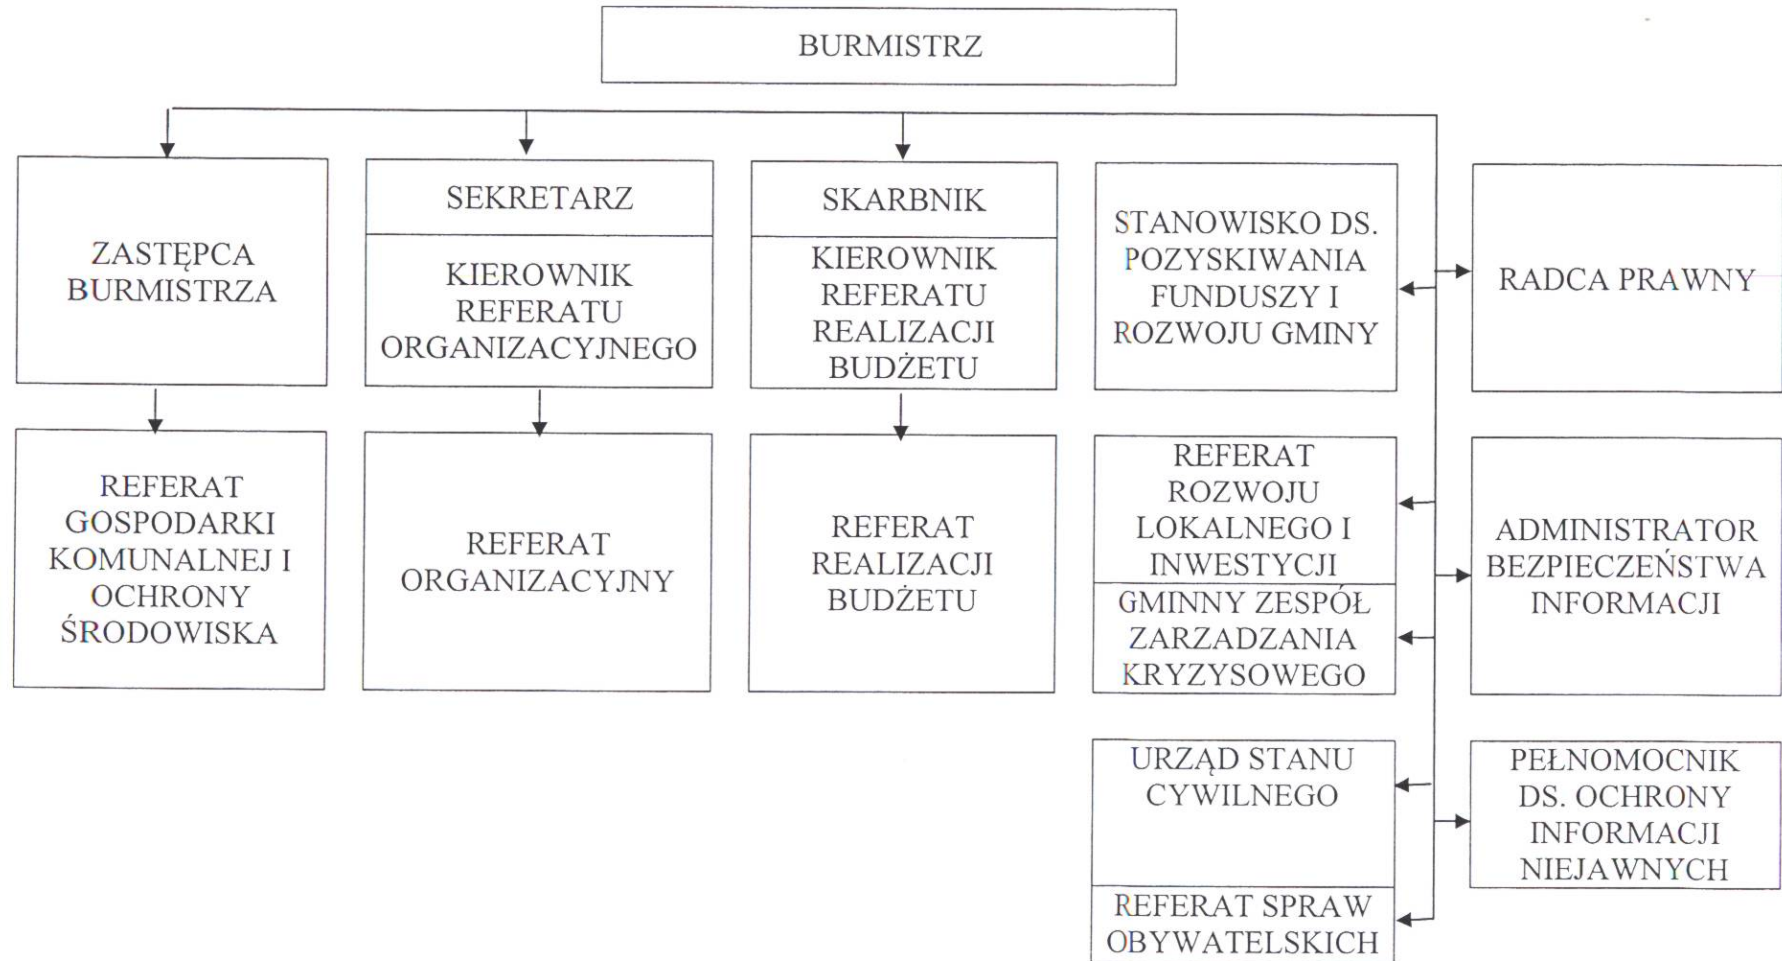 BURMISTRZ
ZASTĘPCA
BURMISTRZA
SEKRETARZ
KIEROWNIK
REFERATU
ORGANIZACYJNEGO
SKARBNIK
KIEROWNIK
REFERATU
REALIZACJI
BUDŻETU
STANOWISKO DS.
POZYSKIWANIA
FUNDUSZY I
ROZWOJU GMINY
RADCA PRAWNY
REFERAT
GOSPODARKI
KOMUNALNEJ I
OCHRONY
ŚRODOWISKA
REFERAT
ORGANIZACYJNY
REFERAT
REALIZACJI
BUDŻETU
REFERAT
ROZWOJU
LOKALNEGO I
INWESTYCJI
GMINNY ZESPÓŁ
ZARZADZANIA
KRYZYSOWEGO
ADMINISTRATOR
BEZPIECZEŃSTWA
INFORMACJI
URZĄD STANU
CYWILNEGO
REFERAT SPRAW
OBYWATELSKICH
PEŁNOMOCNIK
DS. OCHRONY
INFORMACJI
NIEJAWNYCH